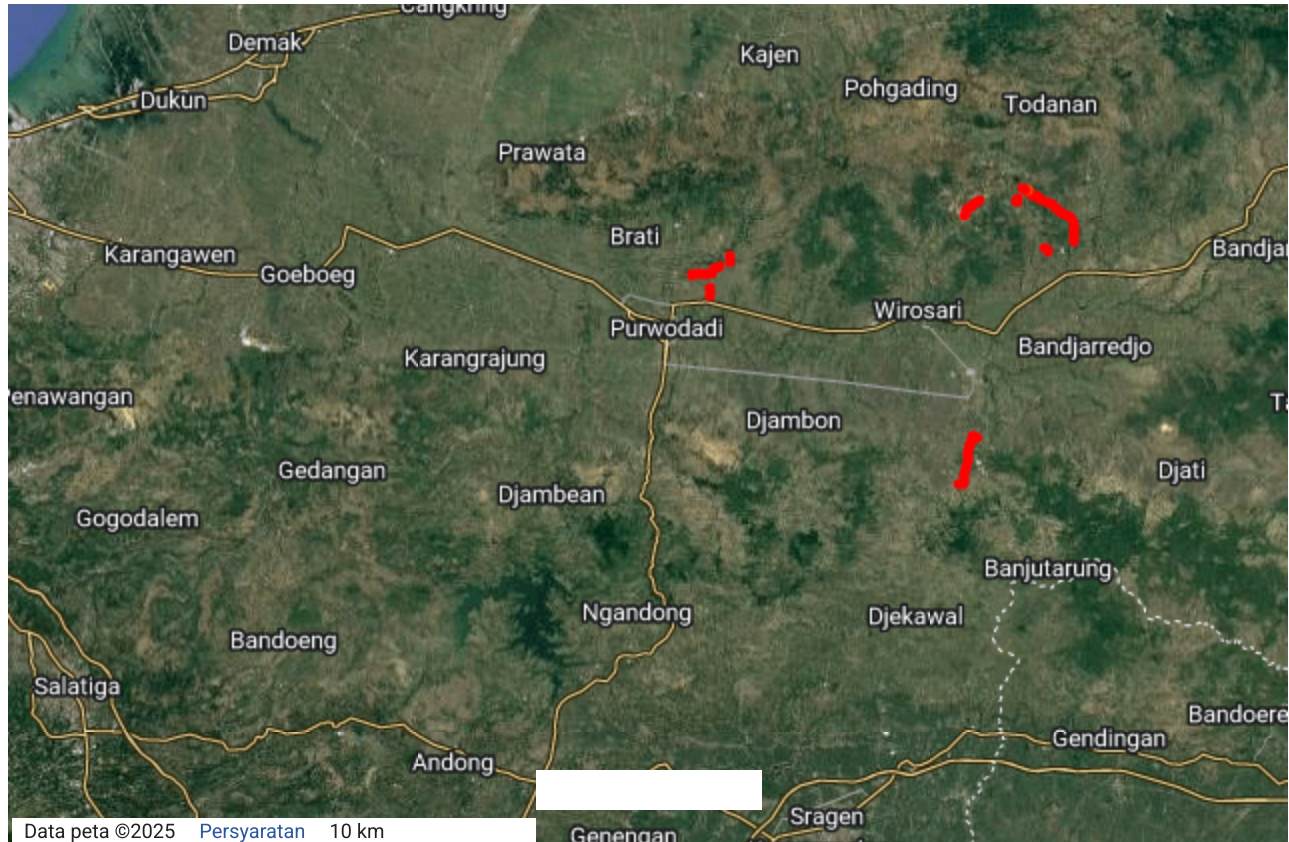 Cangkring
Demak
Kajen
Pohgading
Todanan
Dukun
Prawata
Brati
Karangawen
Goeboeg
Bandjar
Wirosari
Purwodadi
Karangrajung
Bandjarredjo
Penawangan
Ta
Djambon
Gedangan
Djati
Djambean
Gogodalem
Banjutarung
Ngandong
Djekawal
Bandoeng
Salatiga
Bandoere
Gendingan
Andong
Sragen
Genengan
Data peta ©2025 Persyaratan 10 km